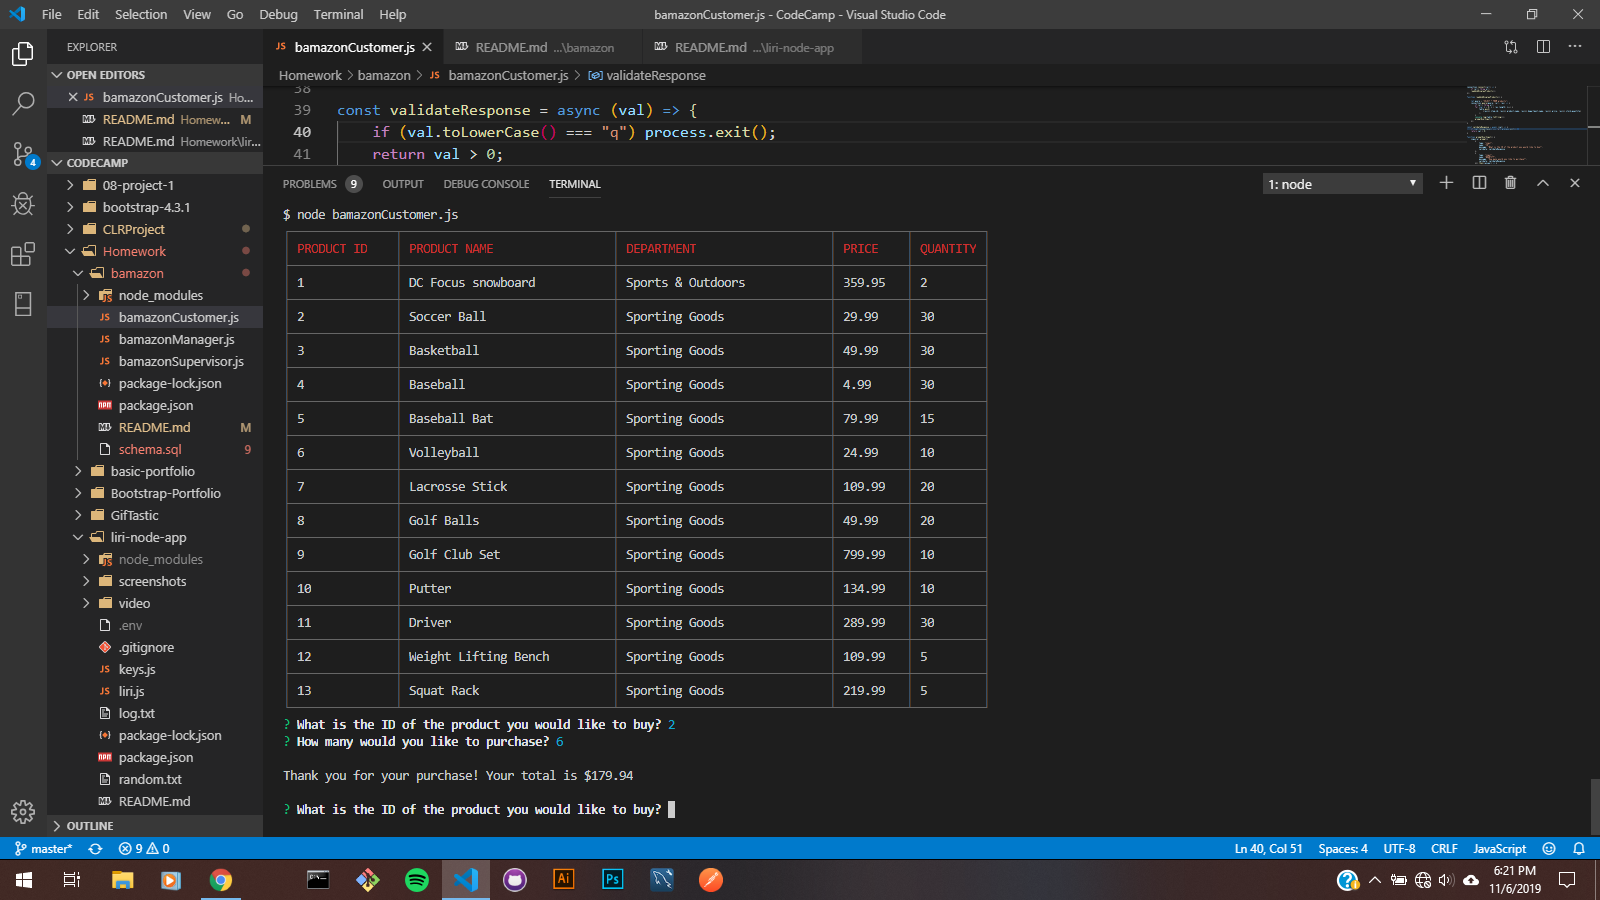 File Edit Selection View Go Debug Terminal Help
bamazonCustomer.js - CodeCamp - Visual Studio Code
EXPLORER
OPEN EDITORS
bamazonCustomer.js Ho...
README.md Homew... M
README.md Homework\lir...
CODECAMP
08-project-1
bootstrap-4.3.1
CLRProject
Homework
bamazon
node_modules
bamazonCustomer.js
bamazonManager.js
bamazonSupervisor.js
package-lock.json
package.json
README.md M
schema.sql 9
basic-portfolio
Bootstrap-Portfolio
GifTastic
liri-node-app
node_modules
screenshots
video
.env
.gitignore
keys.js
liri.js
log.txt
package-lock.json
package.json
random.txt
README.md
OUTLINE
JS bamazonCustomer.js
README.md ...\bamazon
README.md ...\liri-node-app
Homework > bamazon > JS bamazonCustomer.js > validateResponse
38
39 const validateResponse = async (val) => {
40 if (val.toLowerCase() === "q") process.exit();
41 return val > 0;
PROBLEMS 9 OUTPUT DEBUG CONSOLE TERMINAL
1: node
$ node bamazonCustomer.js
PRODUCT ID PRODUCT NAME DEPARTMENT PRICE QUANTITY
1 DC Focus snowboard Sports & Outdoors 359.95 2
2 Soccer Ball Sporting Goods 29.99 30
3 Basketball Sporting Goods 49.99 30
4 Baseball Sporting Goods 4.99 30
5 Baseball Bat Sporting Goods 79.99 15
6 Volleyball Sporting Goods 24.99 10
7 Lacrosse Stick Sporting Goods 109.99 20
8 Golf Balls Sporting Goods 49.99 20
9 Golf Club Set Sporting Goods 799.99 10
10 Putter Sporting Goods 134.99 10
11 Driver Sporting Goods 289.99 30
12 Weight Lifting Bench Sporting Goods 109.99 5
13 Squat Rack Sporting Goods 219.99 5
? What is the ID of the product you would like to buy? 2
? How many would you like to purchase? 6
Thank you for your purchase! Your total is $179.94
? What is the ID of the product you would like to buy?
master* 9 0
Ln 40, Col 51 Spaces: 4 UTF-8 CRLF JavaScript
6:21 PM
11/6/2019